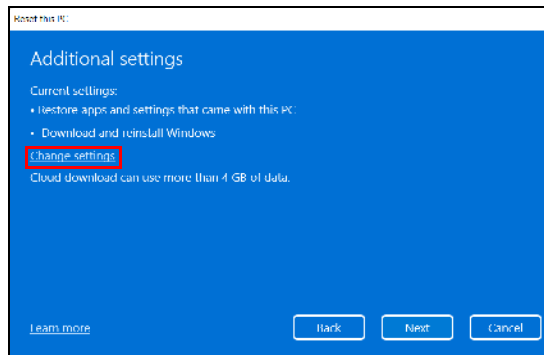 Reset this PC
Additional settings
Current settings:
• Restore apps and settings that came with this PC
• Download and reinstall Windows
Change settings
Cloud download can use more than 4 GB of data.
Learn more
Back
Next
Cancel